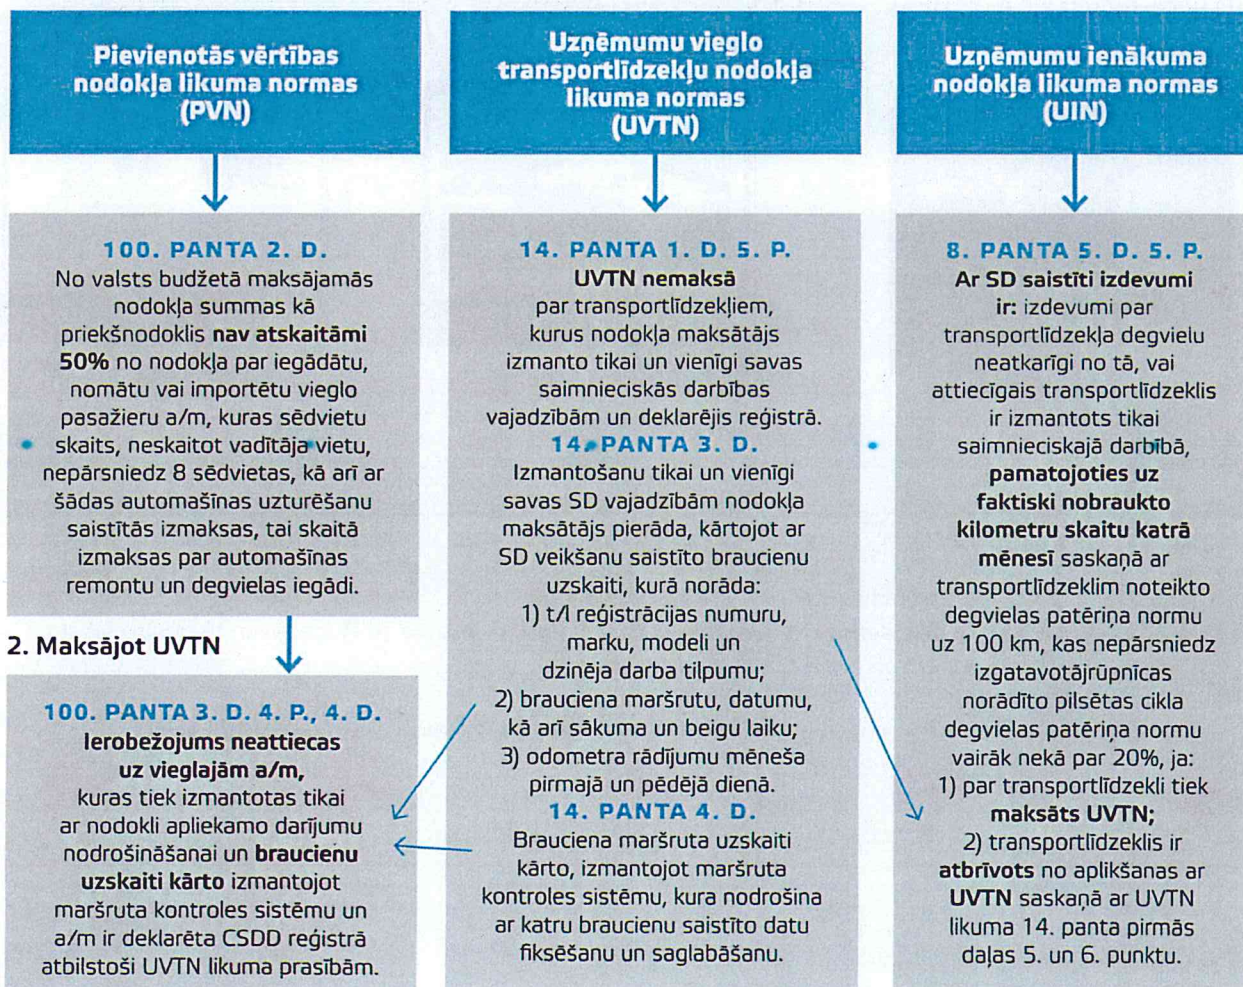 Pievienotās vērtības
nodokļa likuma normas
(PVN)
100. PANTA 2. D.
No valsts budžetā maksājamās
nodokļa summas kā
priekšnodoklis nav atskaitāmi
50% no nodokļa par iegādātu,
nomātu vai importētu vieglo
pasažieru a/m, kuras sēdvietu
skaits, neskaitot vadītāja vietu,
nepārsniedz 8 sēdvietas, kā arī ar
šādas automašīnas uzturēšanu
saistītās izmaksas, tai skaitā
izmaksas par automašīnas
remontu un degvielas iegādi.
2. Maksājot UVTN
100. PANTA 3. D. 4. P., 4. D.
Ierobežojums neattiecas
uz vieglajām a/m,
kuras tiek izmantotas tikai
ar nodokli apliekamo darījumu
nodrošināšanai un braucienu
uzskaiti kārto izmantojot
maršruta kontroles sistēmu un
a/m ir deklarēta CSDD reģistrā
atbilstoši UVTN likuma prasībām.
Uzņēmumu vieglo
transportlīdzekļu nodokļa
likuma normas
(UVTN)
14. PANTA 1. D. 5. P.
UVTN nemaksā
par transportlīdzekļiem,
kurus nodokļa maksātājs
izmanto tikai un vienīgi savas
saimnieciskās darbības
vajadzībām un deklarējis reģistrā.
14. PANTA 3. D.
Izmantošanu tikai un vienīgi
savas SD vajadzībām nodokļa
maksātājs pierāda, kārtojot ar
SD veikšanu saistīto braucienu
uzskaiti, kurā norāda:
1) t/l reģistrācijas numuru,
marku, modeli un
dzinēja darba tilpumu;
2) brauciena maršrutu, datumu,
kā arī sākuma un beigu laiku;
3) odometra rādījumu mēneša
pirmajā un pēdējā dienā.
14. PANTA 4. D.
Brauciena maršruta uzskaiti
kārto, izmantojot maršruta
kontroles sistēmu, kura nodrošina
ar katru braucienu saistīto datu
fiksēšanu un saglabāšanu.
Uzņēmumu ienākuma
nodokļa likuma normas
(UIN)
8. PANTA 5. D. 5. P.
Ar SD saistīti izdevumi
ir: izdevumi par
transportlīdzekļa degvielu
neatkarīgi no tā, vai
attiecīgais transportlīdzeklis
ir izmantots tikai
saimnieciskajā darbībā,
pamatojoties uz
faktiski nobraukto
kilometru skaitu katrā
mēnesī saskaņā ar
transportlīdzeklim noteikto
degvielas patēriņa normu
uz 100 km, kas nepārsniedz
izgatavotājrūpnīcas
norādīto pilsētas cikla
degvielas patēriņa normu
vairāk nekā par 20%, ja:
1) par transportlīdzekli tiek
maksāts UVTN;
2) transportlīdzeklis ir
atbrīvots no aplikšanas ar
UVTN saskaņā ar UVTN
likuma 14. panta pirmās
daļas 5. un 6. punktu.